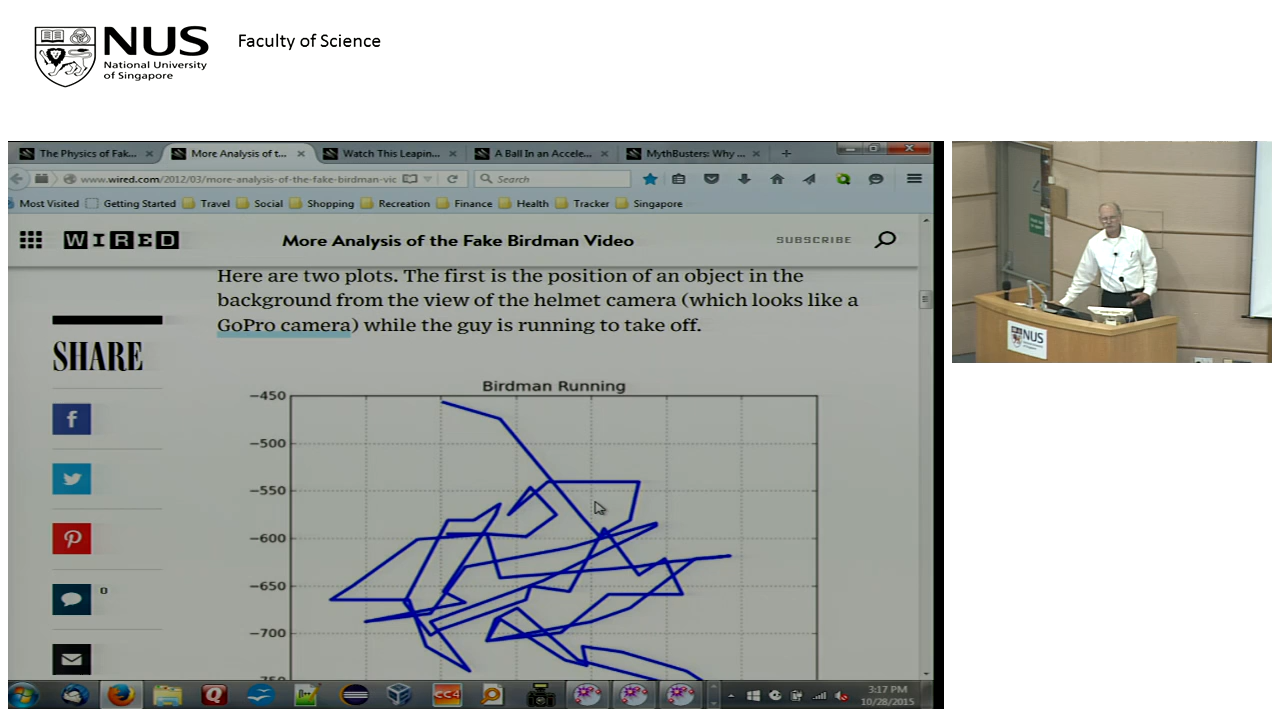 NUS
National University
of Singapore
Faculty of Science
The Physics of Fak...
More Analysis of t...
Watch This Leapin...
A Ball In an Accele...
MythBusters: Why ...
www.wired.com/2012/03/more-analysis-of-the-fake-birdman-vic
Search
Most Visited
Getting Started
Travel
Social
Shopping
Recreation
Finance
Health
Tracker
Singapore
WIRED
More Analysis of the Fake Birdman Video
SUBSCRIBE
Here are two plots. The first is the position of an object in the
background from the view of the helmet camera (which looks like a
GoPro camera) while the guy is running to take off.
SHARE
0
Birdman Running
−450
−500
−550
−600
−650
−700
CC4
3:17 PM
10/28/2015
NUS